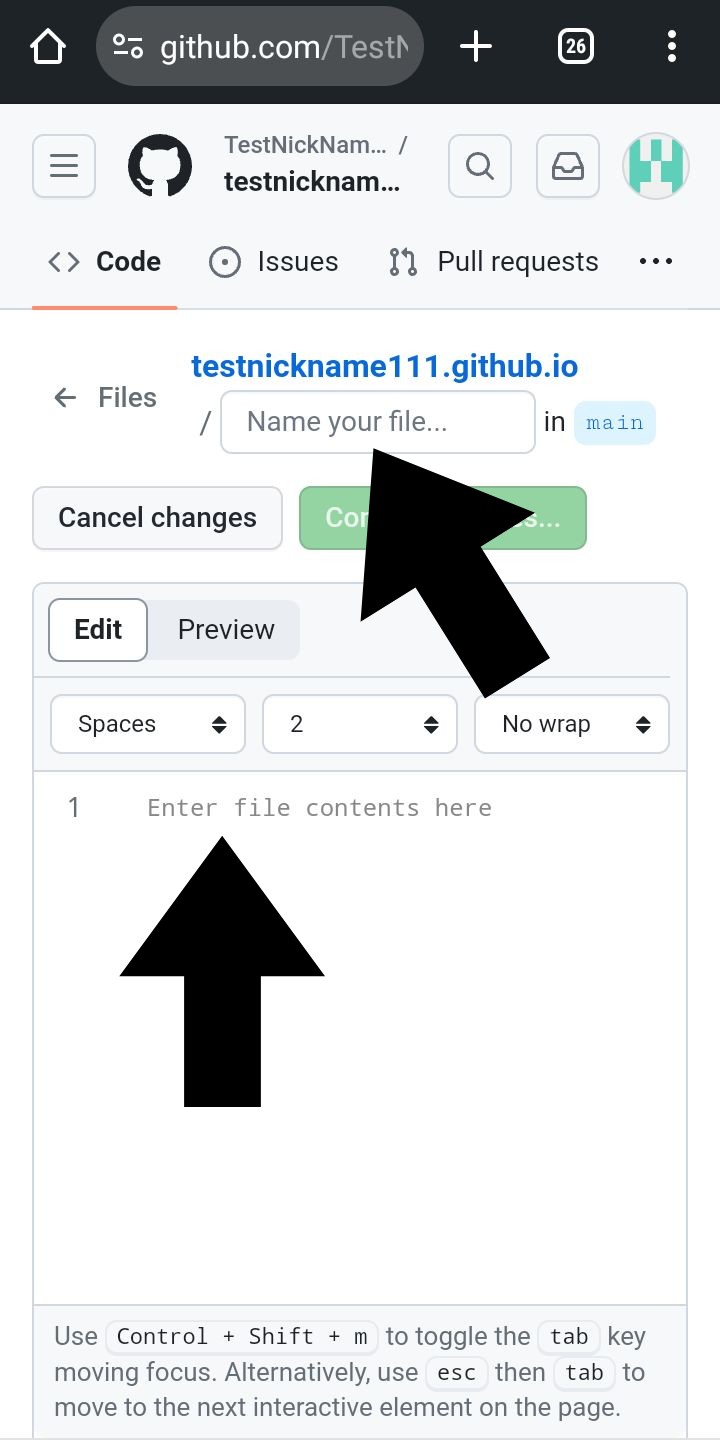 github.com/TestN
26
TestNickNam... /
testnicknam...
Code Issues Pull requests
testnickname111.github.io
Files
/ Name your file... in main
Cancel changes
Edit Preview
Spaces 2 No wrap
1 Enter file contents here
Use Control + Shift + m to toggle the tab key
moving focus. Alternatively, use esc then tab to
move to the next interactive element on the page.